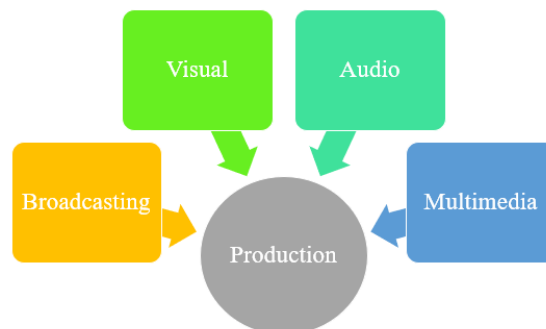 Visual
Audio
Broadcasting
Multimedia
Production